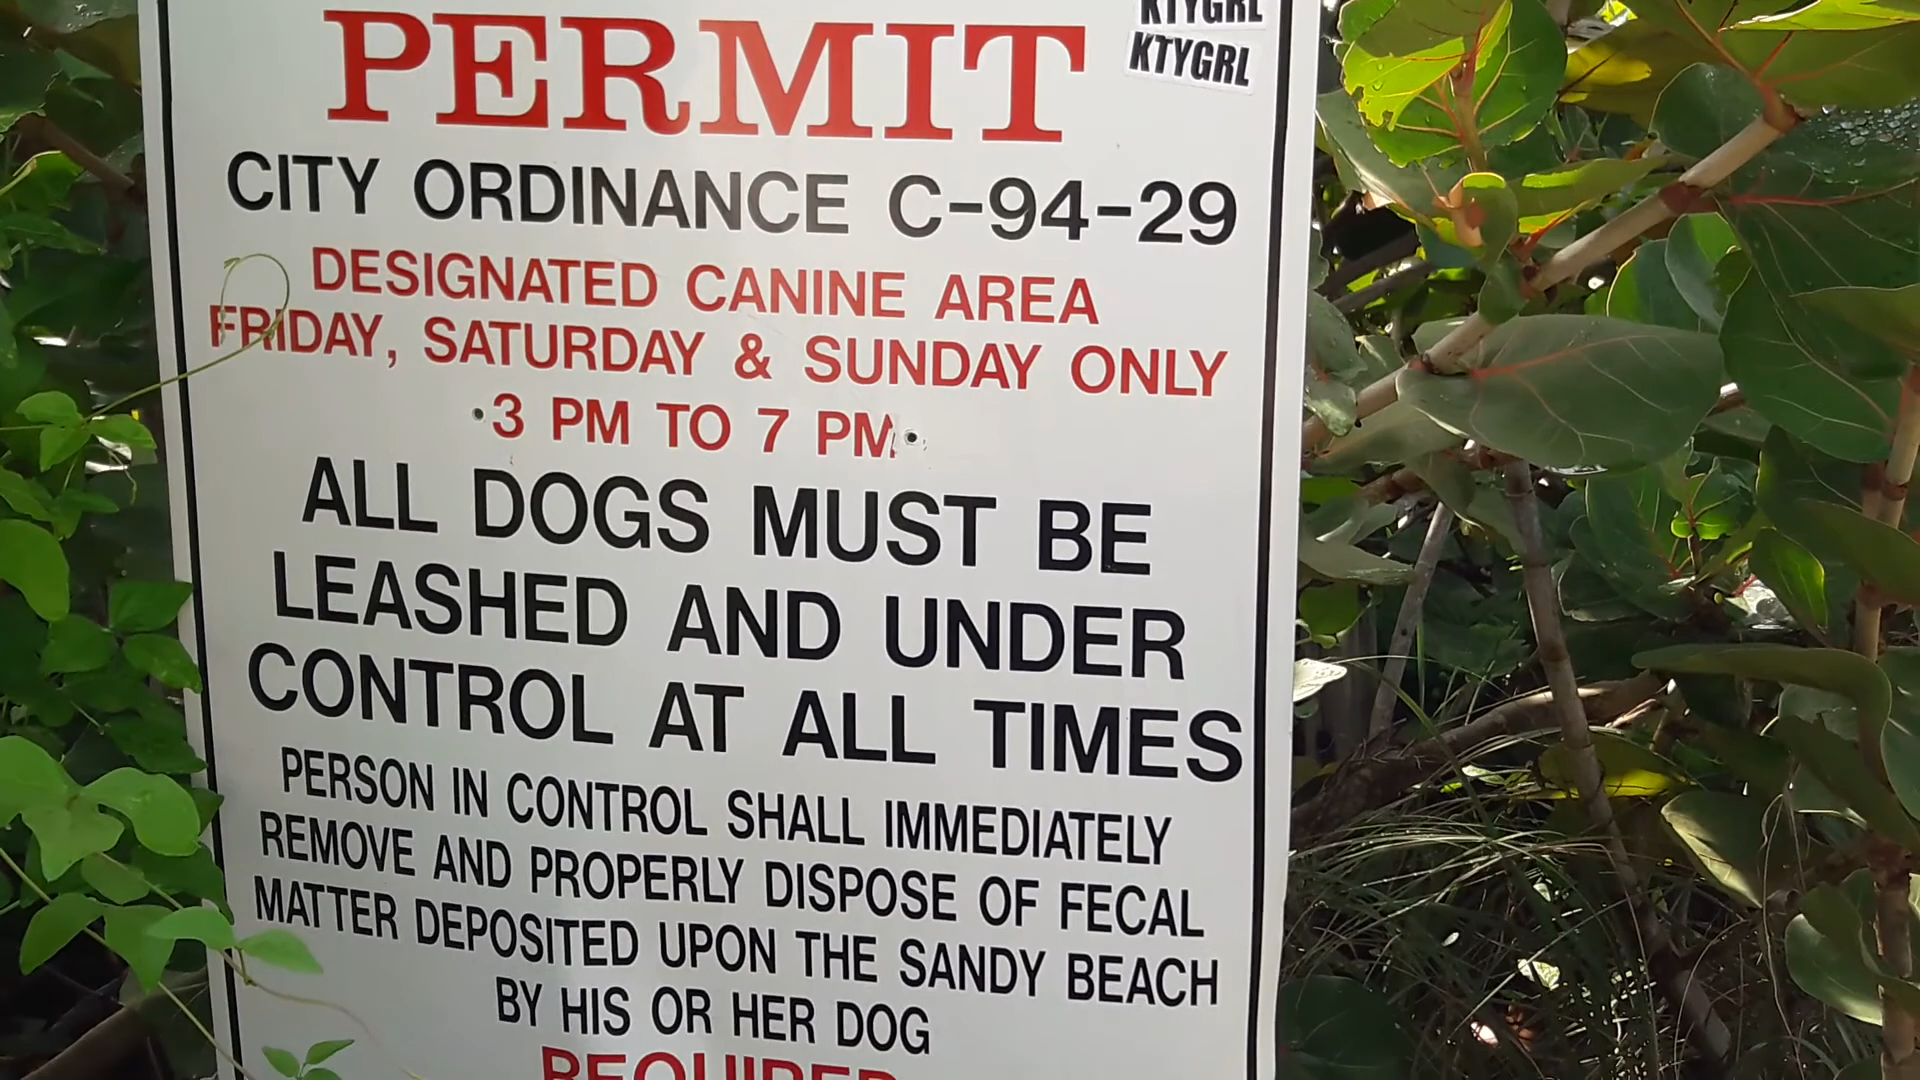 KTYGRL
KTYGRL
PERMIT
CITY ORDINANCE C-94-29
DESIGNATED CANINE AREA
FRIDAY, SATURDAY & SUNDAY ONLY
3 PM TO 7 PM
ALL DOGS MUST BE
LEASHED AND UNDER
CONTROL AT ALL TIMES
PERSON IN CONTROL SHALL IMMEDIATELY
REMOVE AND PROPERLY DISPOSE OF FECAL
MATTER DEPOSITED UPON THE SANDY BEACH
BY HIS OR HER DOG
REQUIRED